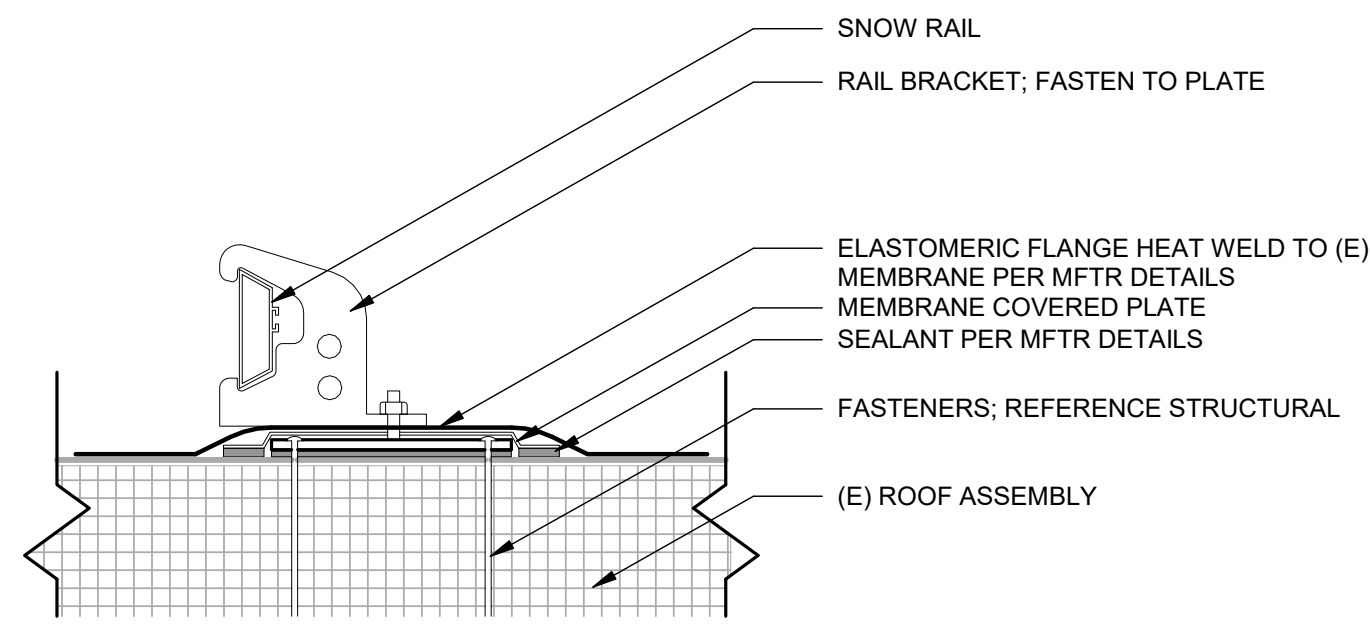 SNOW RAIL
RAIL BRACKET; FASTEN TO PLATE
ELASTOMERIC FLANGE HEAT WELD TO (E)
MEMBRANE PER MFTR DETAILS
MEMBRANE COVERED PLATE
SEALANT PER MFTR DETAILS
FASTENERS; REFERENCE STRUCTURAL
(E) ROOF ASSEMBLY